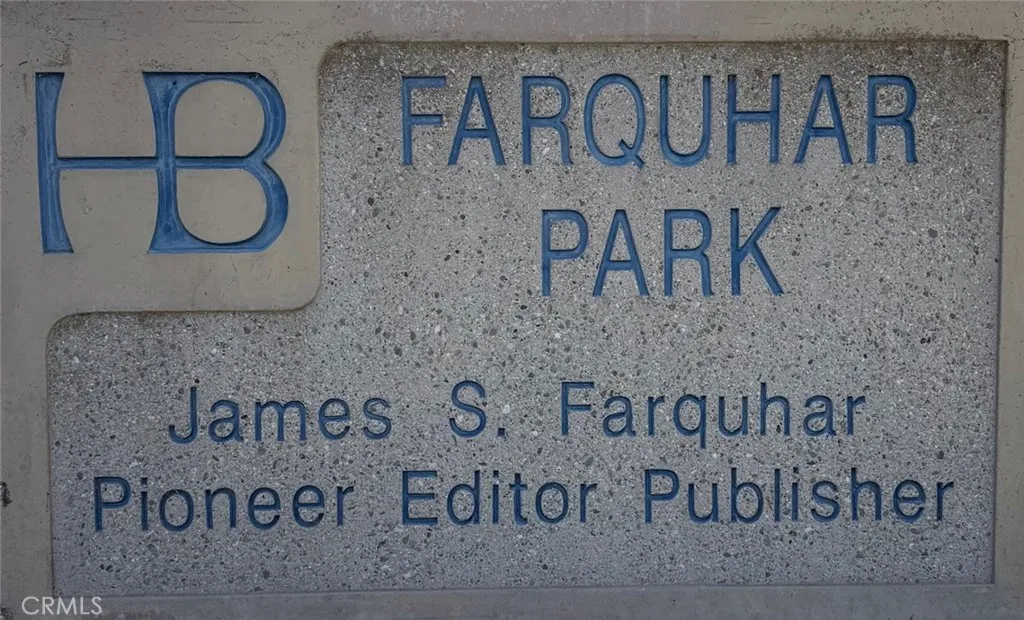 HB
FARQUHAR
PARK
James S. Farquhar
Pioneer Editor Publisher
CRMLS